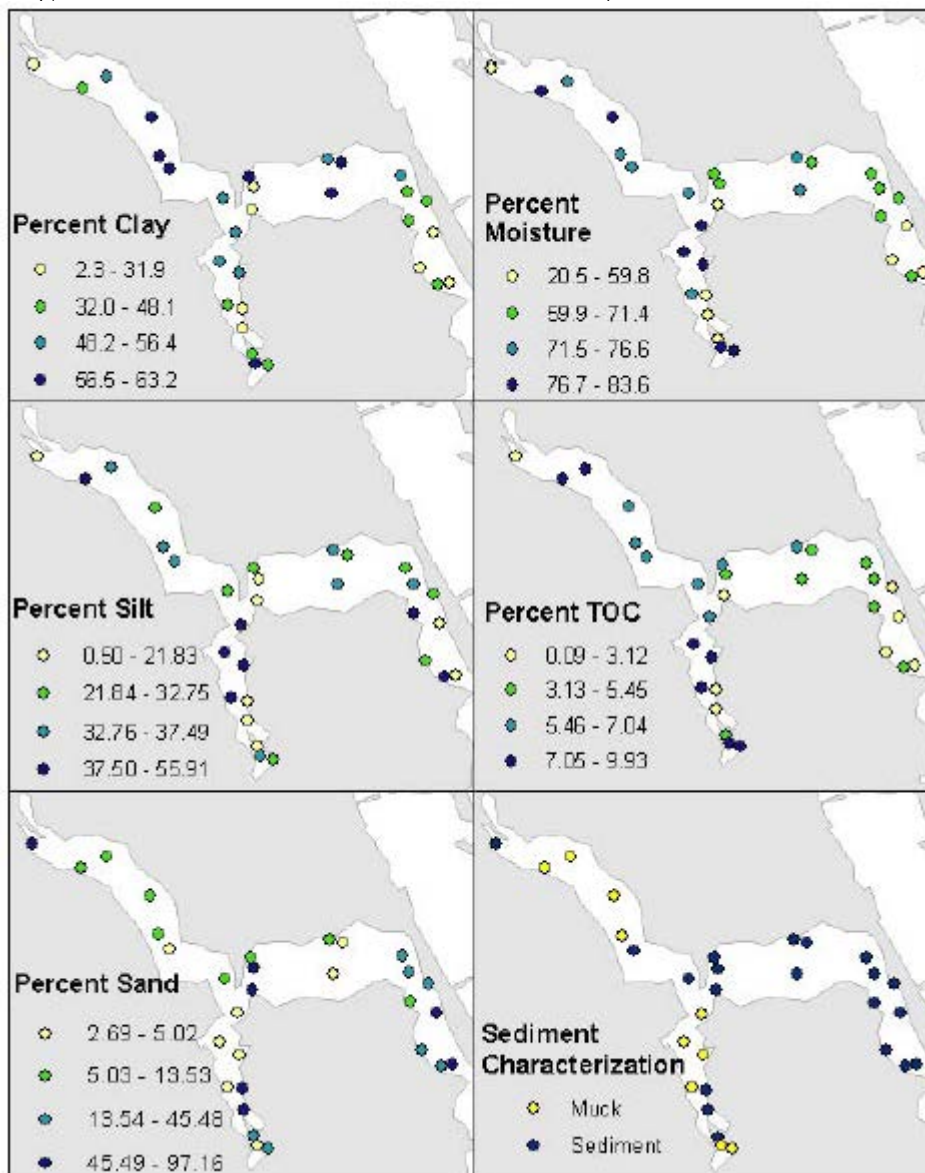 Percent Clay
2.3 - 31.9
32.0 - 48.1
48.2 - 56.4
56.5 - 63.2
Percent
Moisture
20.5 - 59.8
59.9 - 71.4
71.5 - 76.6
76.7 - 83.6
Percent Silt
0.50 - 21.83
21.84 - 32.75
32.76 - 37.49
37.50 - 55.91
Percent TOC
0.09 - 3.12
3.13 - 5.45
5.46 - 7.04
7.05 - 9.93
Percent Sand
2.69 - 5.02
5.03 - 13.53
13.54 - 45.48
45.49 - 97.16
Sediment
Characterization
Muck
Sediment